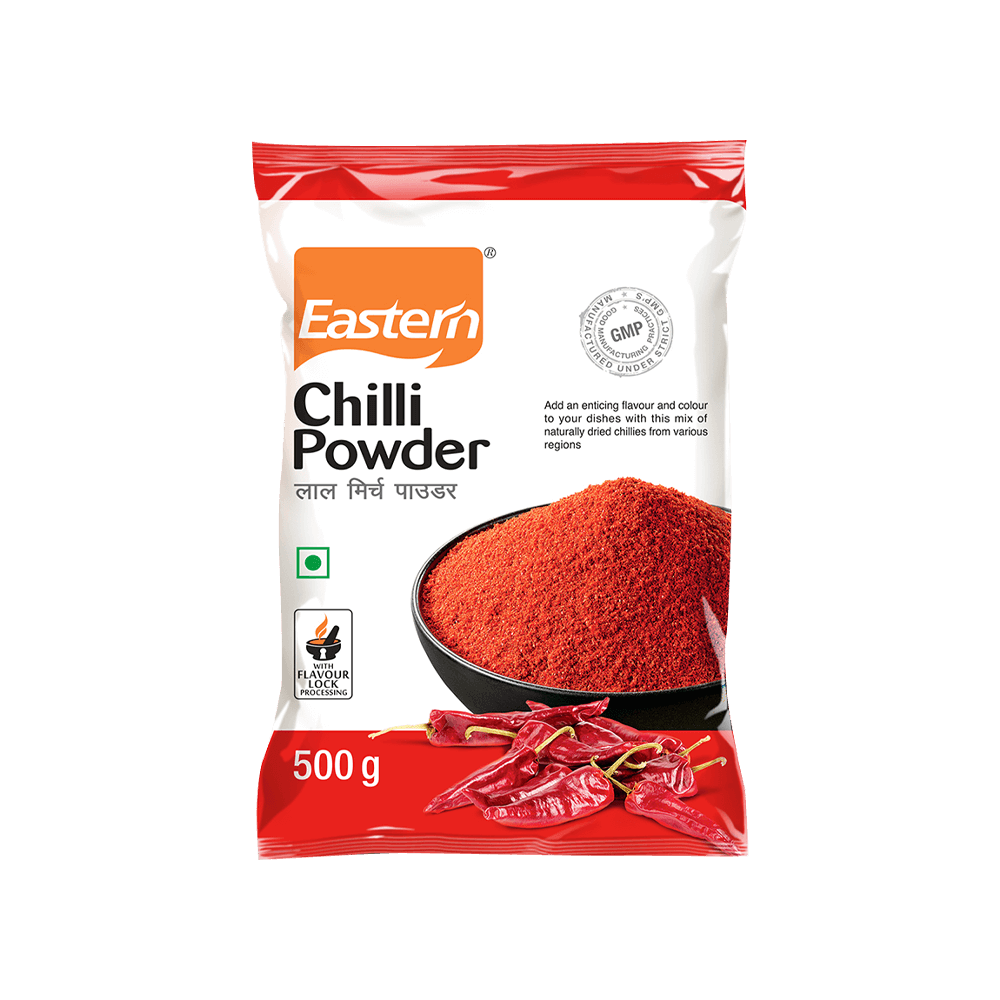 Eastern
®
Chilli
Powder
लाल मिर्च पाउडर
MANUFACTURED UNDER STRICT GMP'S
GOOD MANUFACTURING PRACTICES
GMP
Add an enticing flavour and colour
to your dishes with this mix of
naturally dried chillies from various
regions
WITH
FLAVOUR
LOCK
PROCESSING
500 g